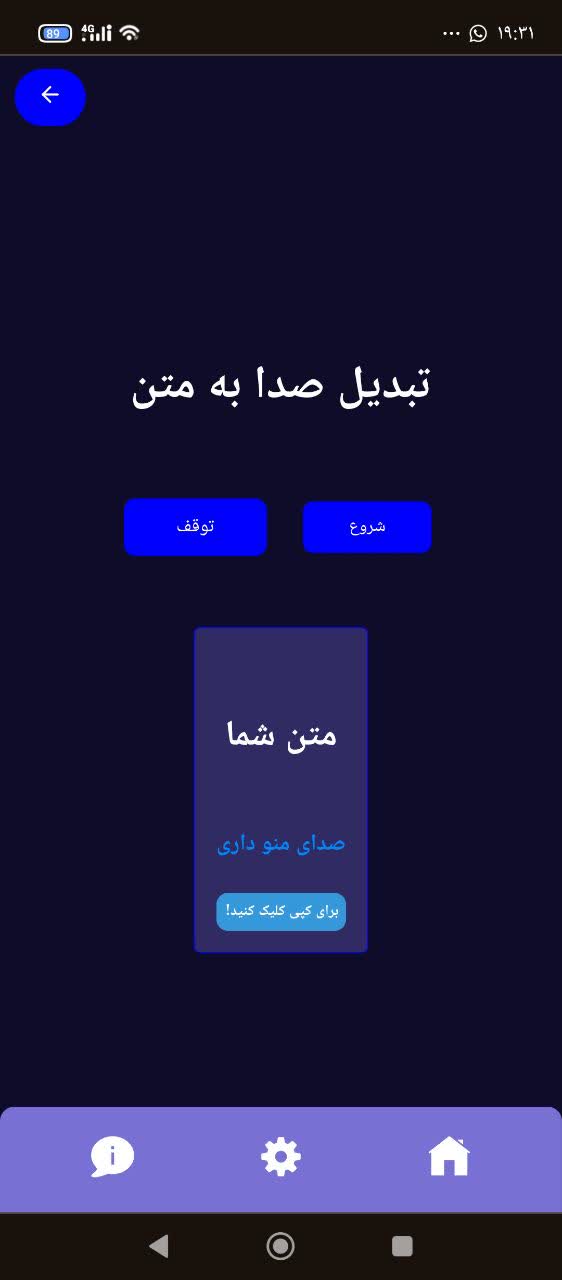 89 4G ۱۹:۳۱
تبدیل صدا به متن
شروع توقف
متن شما
صدای منو داری
برای کپی کلیک کنید!